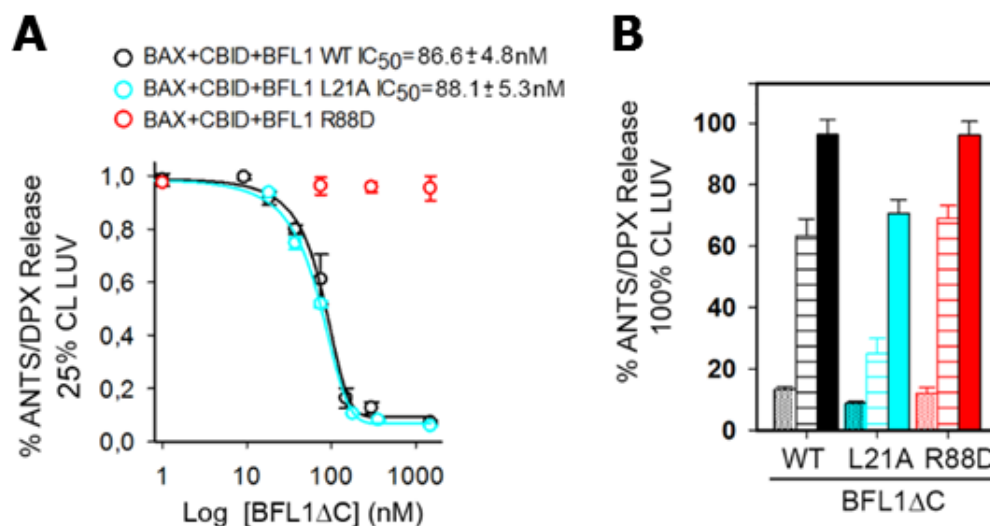 A
BAX+CBID+BFL1 WT IC50=86.6±4.8nM
BAX+CBID+BFL1 L21A IC50=88.1±5.3nM
BAX+CBID+BFL1 R88D
% ANTS/DPX Release
25% CL LUV
1,0
0,8
0,6
0,4
0,2
0,0
1
10
100
1000
Log [BFL1ΔC] (nM)
B
% ANTS/DPX Release
100% CL LUV
100
80
60
40
20
0
WT
L21A
R88D
BFL1ΔC